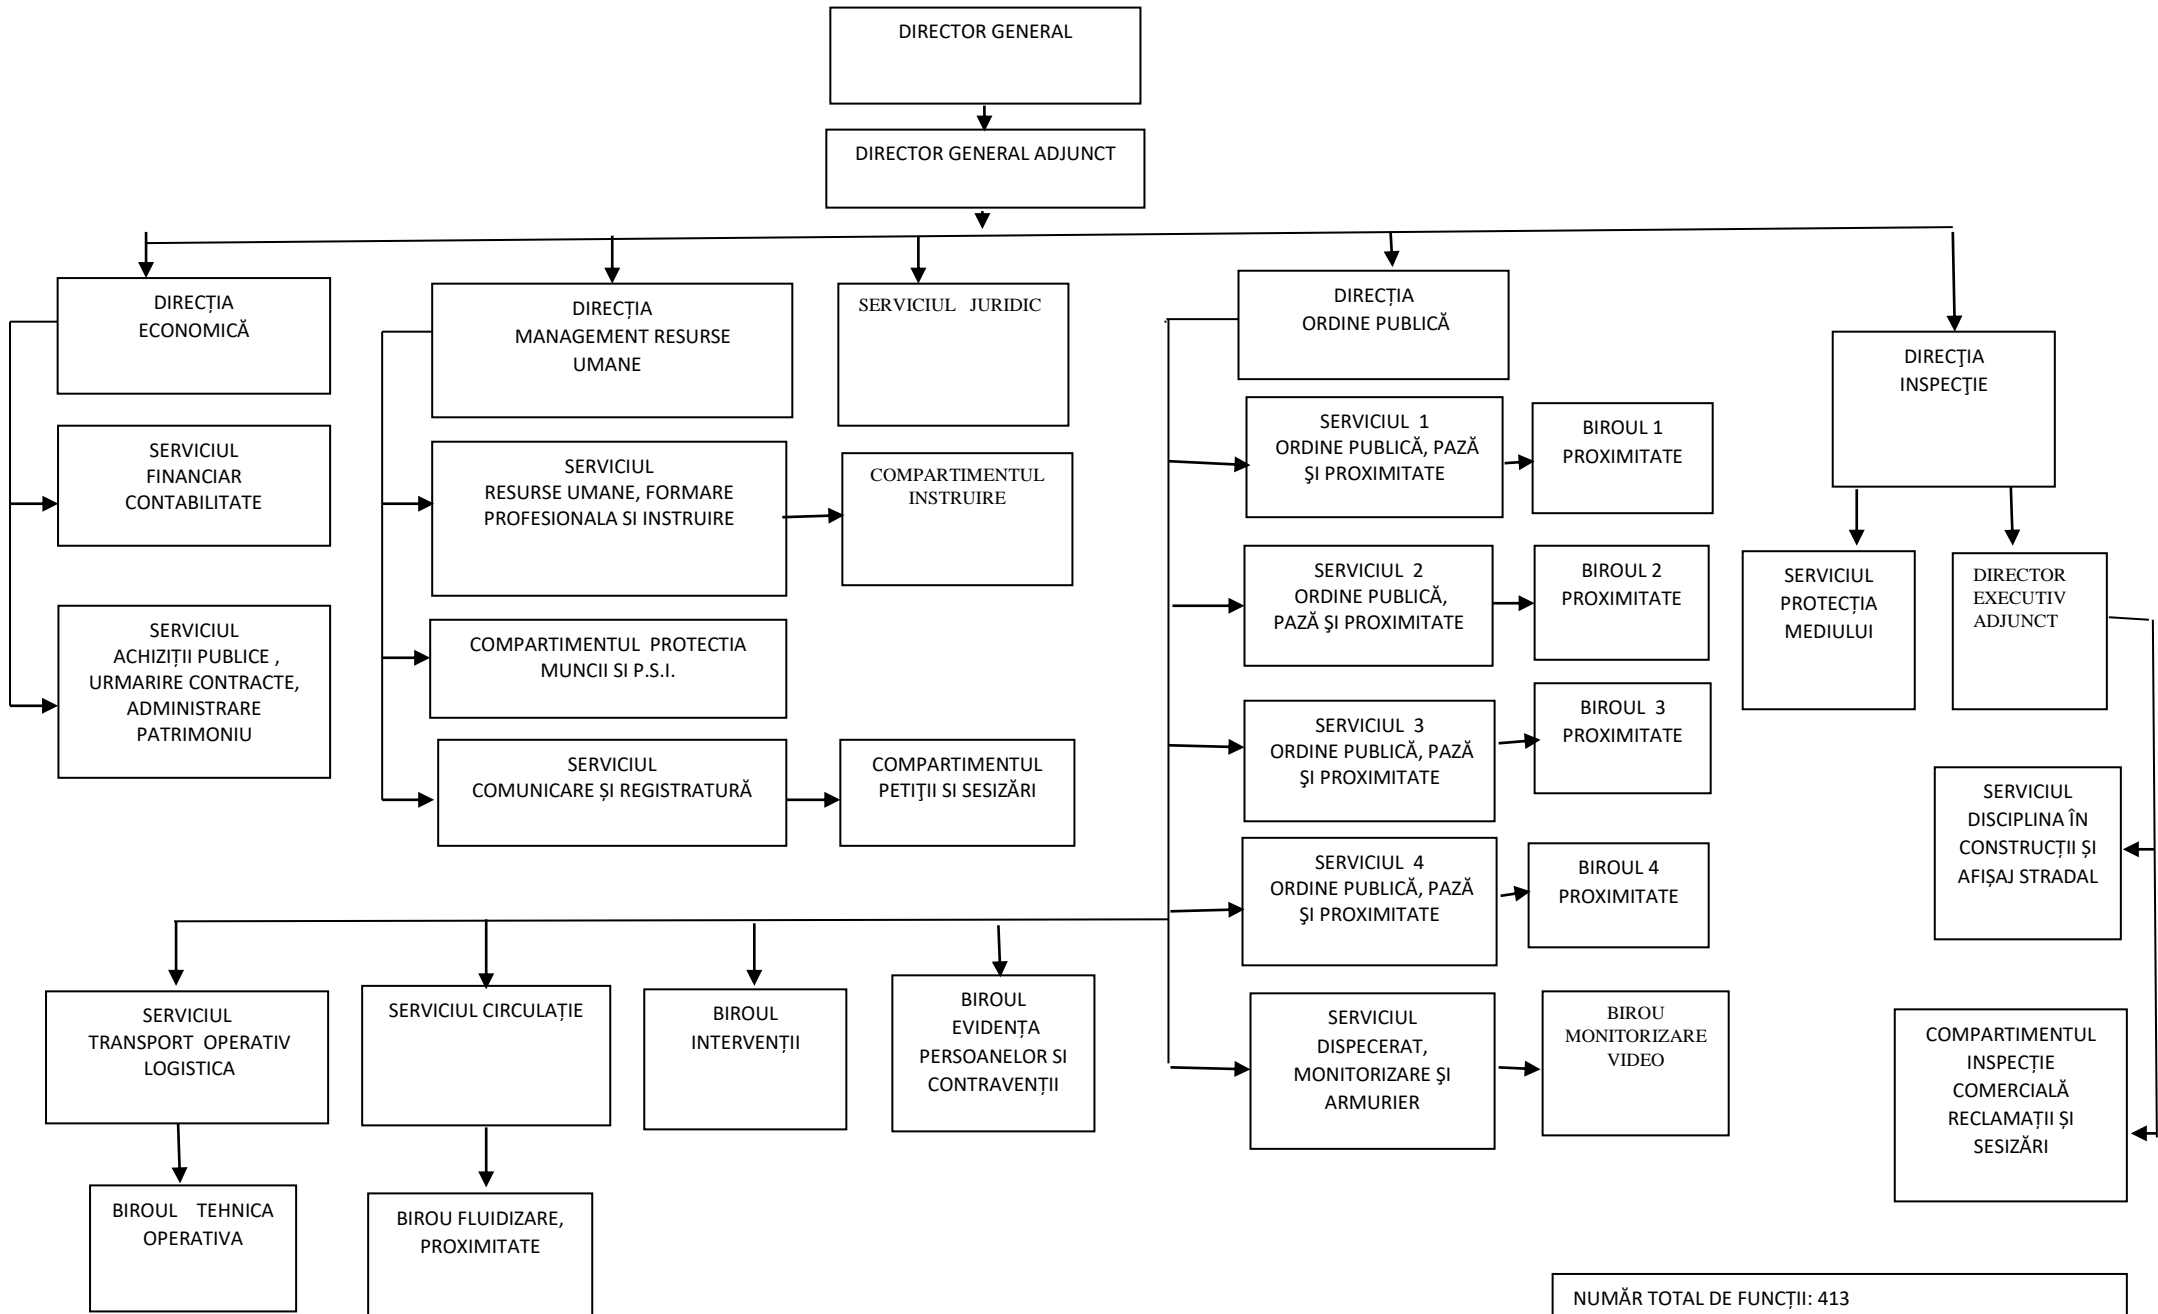 DIRECTOR GENERAL
DIRECTOR GENERAL ADJUNCT
DIRECȚIA
ECONOMICĂ
SERVICIUL
FINANCIAR
CONTABILITATE
SERVICIUL
ACHIZIȚII PUBLICE ,
URMARIRE CONTRACTE,
ADMINISTRARE
PATRIMONIU
DIRECȚIA
MANAGEMENT RESURSE
UMANE
SERVICIUL
RESURSE UMANE, FORMARE
PROFESIONALA SI INSTRUIRE
COMPARTIMENTUL
INSTRUIRE
COMPARTIMENTUL PROTECTIA
MUNCII SI P.S.I.
SERVICIUL
COMUNICARE ȘI REGISTRATURĂ
COMPARTIMENTUL
PETIŢII SI SESIZĂRI
SERVICIUL JURIDIC
DIRECȚIA
ORDINE PUBLICĂ
SERVICIUL 1
ORDINE PUBLICĂ, PAZĂ
ŞI PROXIMITATE
BIROUL 1
PROXIMITATE
SERVICIUL 2
ORDINE PUBLICĂ,
PAZĂ ŞI PROXIMITATE
BIROUL 2
PROXIMITATE
SERVICIUL 3
ORDINE PUBLICĂ, PAZĂ
ŞI PROXIMITATE
BIROUL 3
PROXIMITATE
SERVICIUL 4
ORDINE PUBLICĂ, PAZĂ
ŞI PROXIMITATE
BIROUL 4
PROXIMITATE
SERVICIUL
DISPECERAT,
MONITORIZARE ŞI
ARMURIER
BIROU
MONITORIZARE
VIDEO
SERVICIUL
TRANSPORT OPERATIV
LOGISTICA
BIROUL TEHNICA
OPERATIVA
SERVICIUL CIRCULAȚIE
BIROU FLUIDIZARE,
PROXIMITATE
BIROUL
INTERVENȚII
BIROUL
EVIDENȚA
PERSOANELOR SI
CONTRAVENȚII
DIRECŢIA
INSPECŢIE
SERVICIUL
PROTECȚIA
MEDIULUI
DIRECTOR
EXECUTIV
ADJUNCT
SERVICIUL
DISCIPLINA ÎN
CONSTRUCȚII ȘI
AFIȘAJ STRADAL
COMPARTIMENTUL
INSPECȚIE
COMERCIALĂ
RECLAMAȚII ȘI
SESIZĂRI
NUMĂR TOTAL DE FUNCȚII: 413